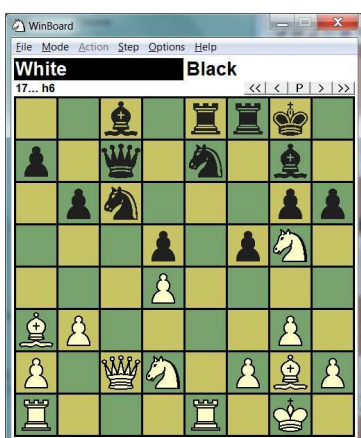 WinBoard
File Mode Action Step Options Help
White Black
17... h6 << < P > >>